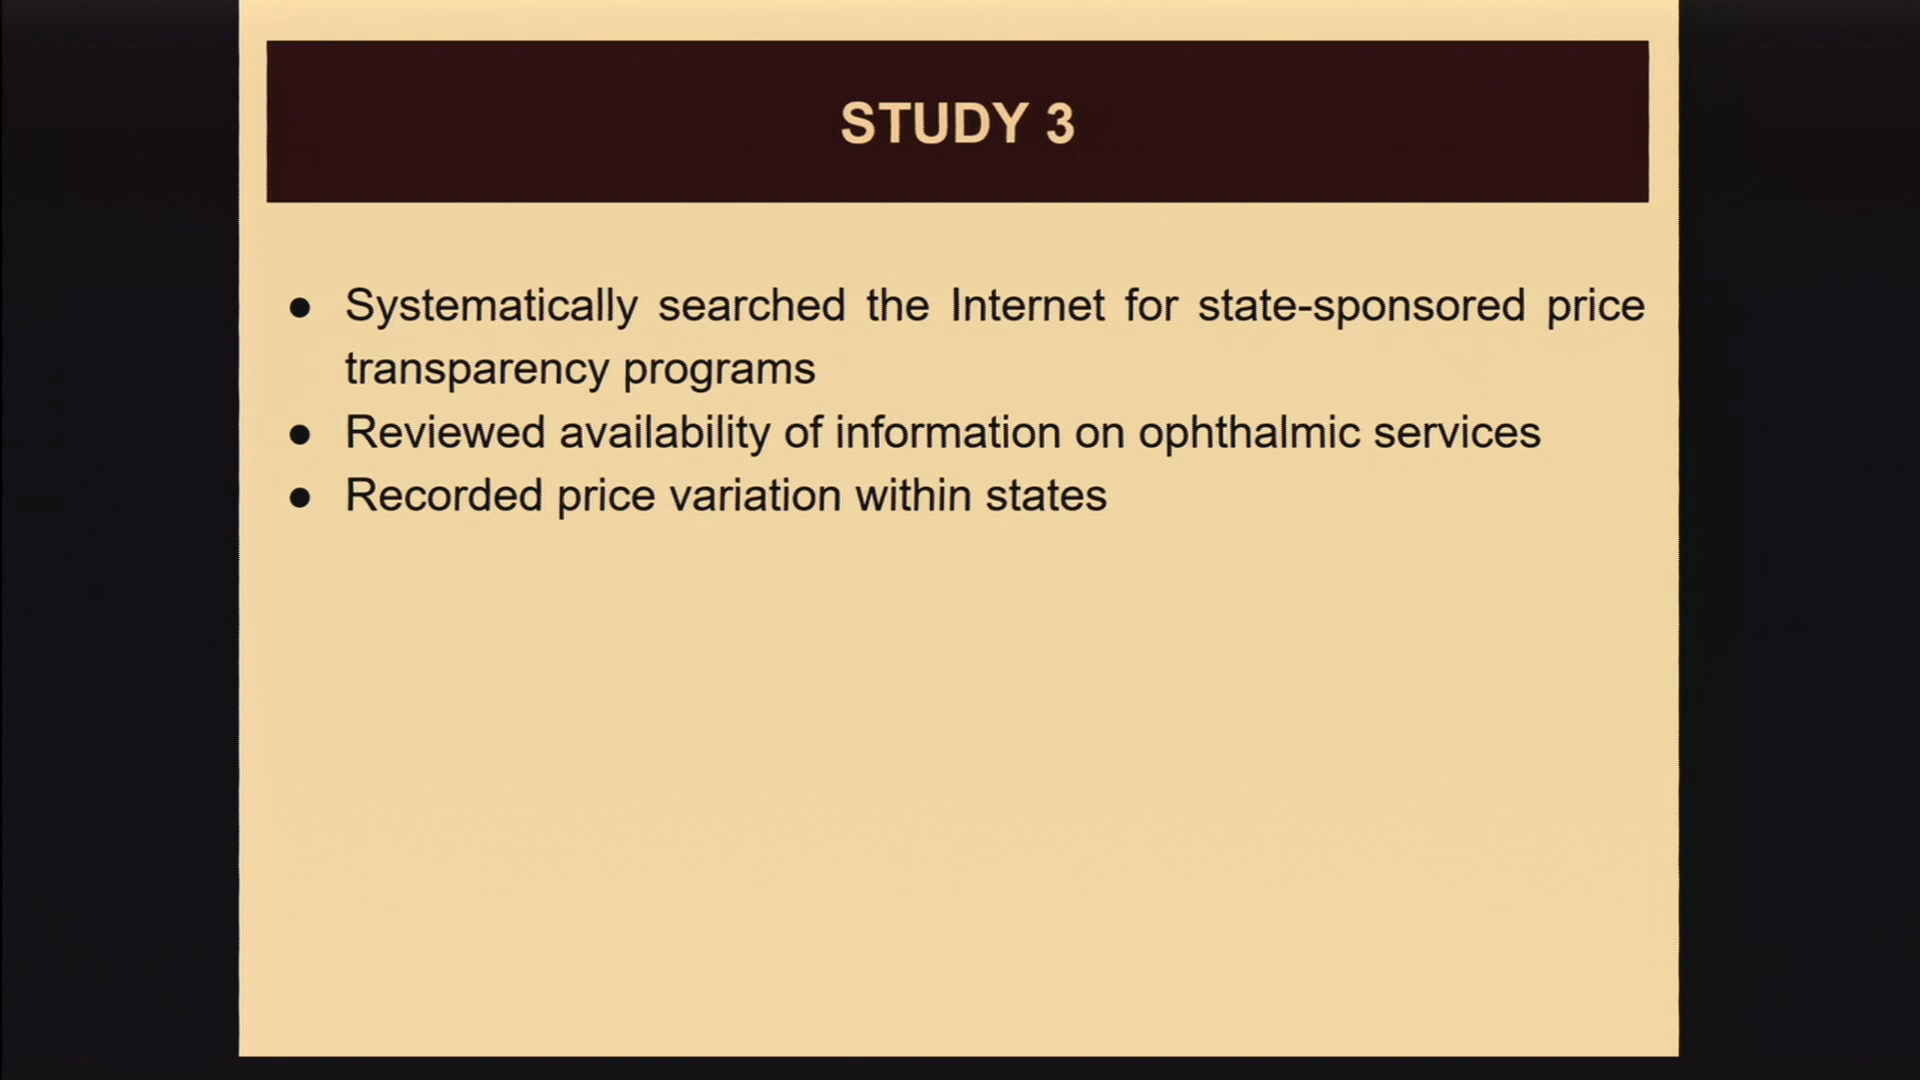 STUDY 3
● Systematically searched the Internet for state-sponsored price
transparency programs
● Reviewed availability of information on ophthalmic services
● Recorded price variation within states